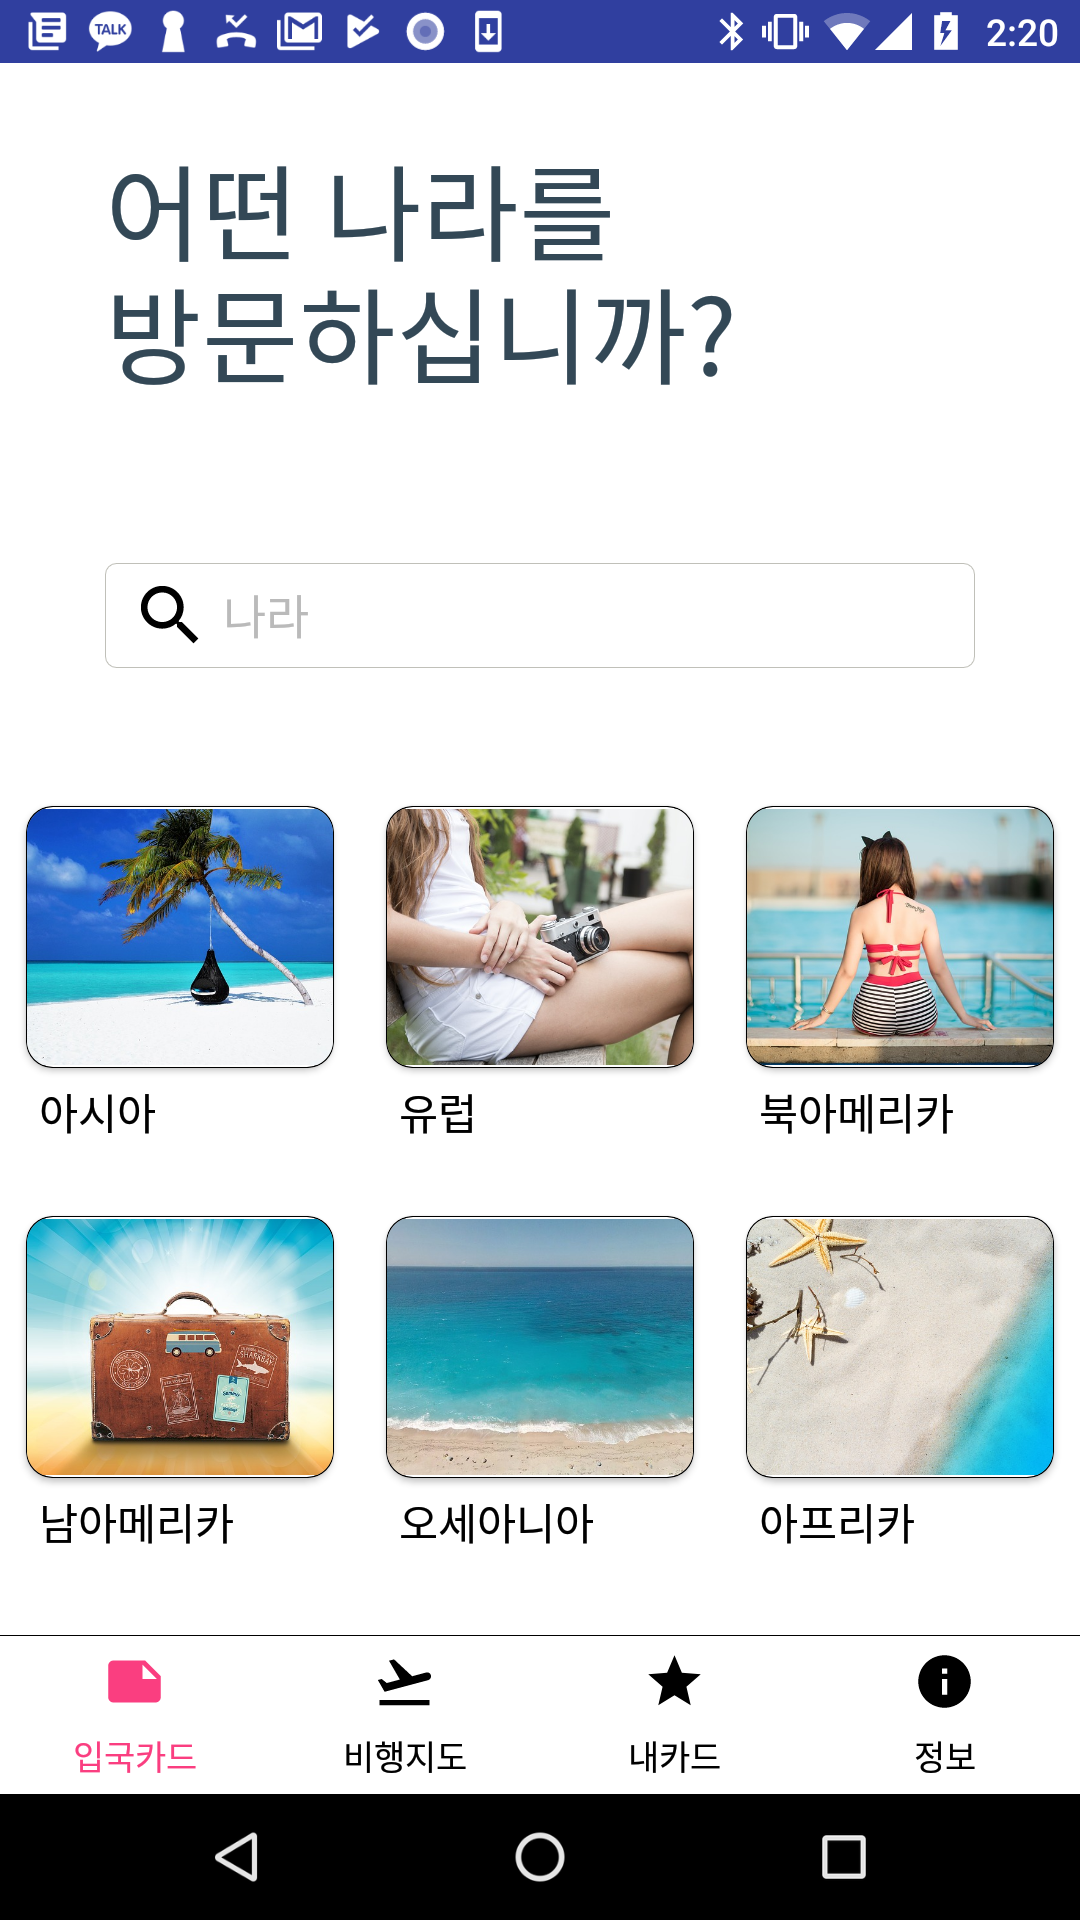 TALK
2:20
어떤 나라를
방문하십니까?
나라
아시아
유럽
북아메리카
남아메리카
오세아니아
아프리카
입국카드
비행지도
내카드
정보